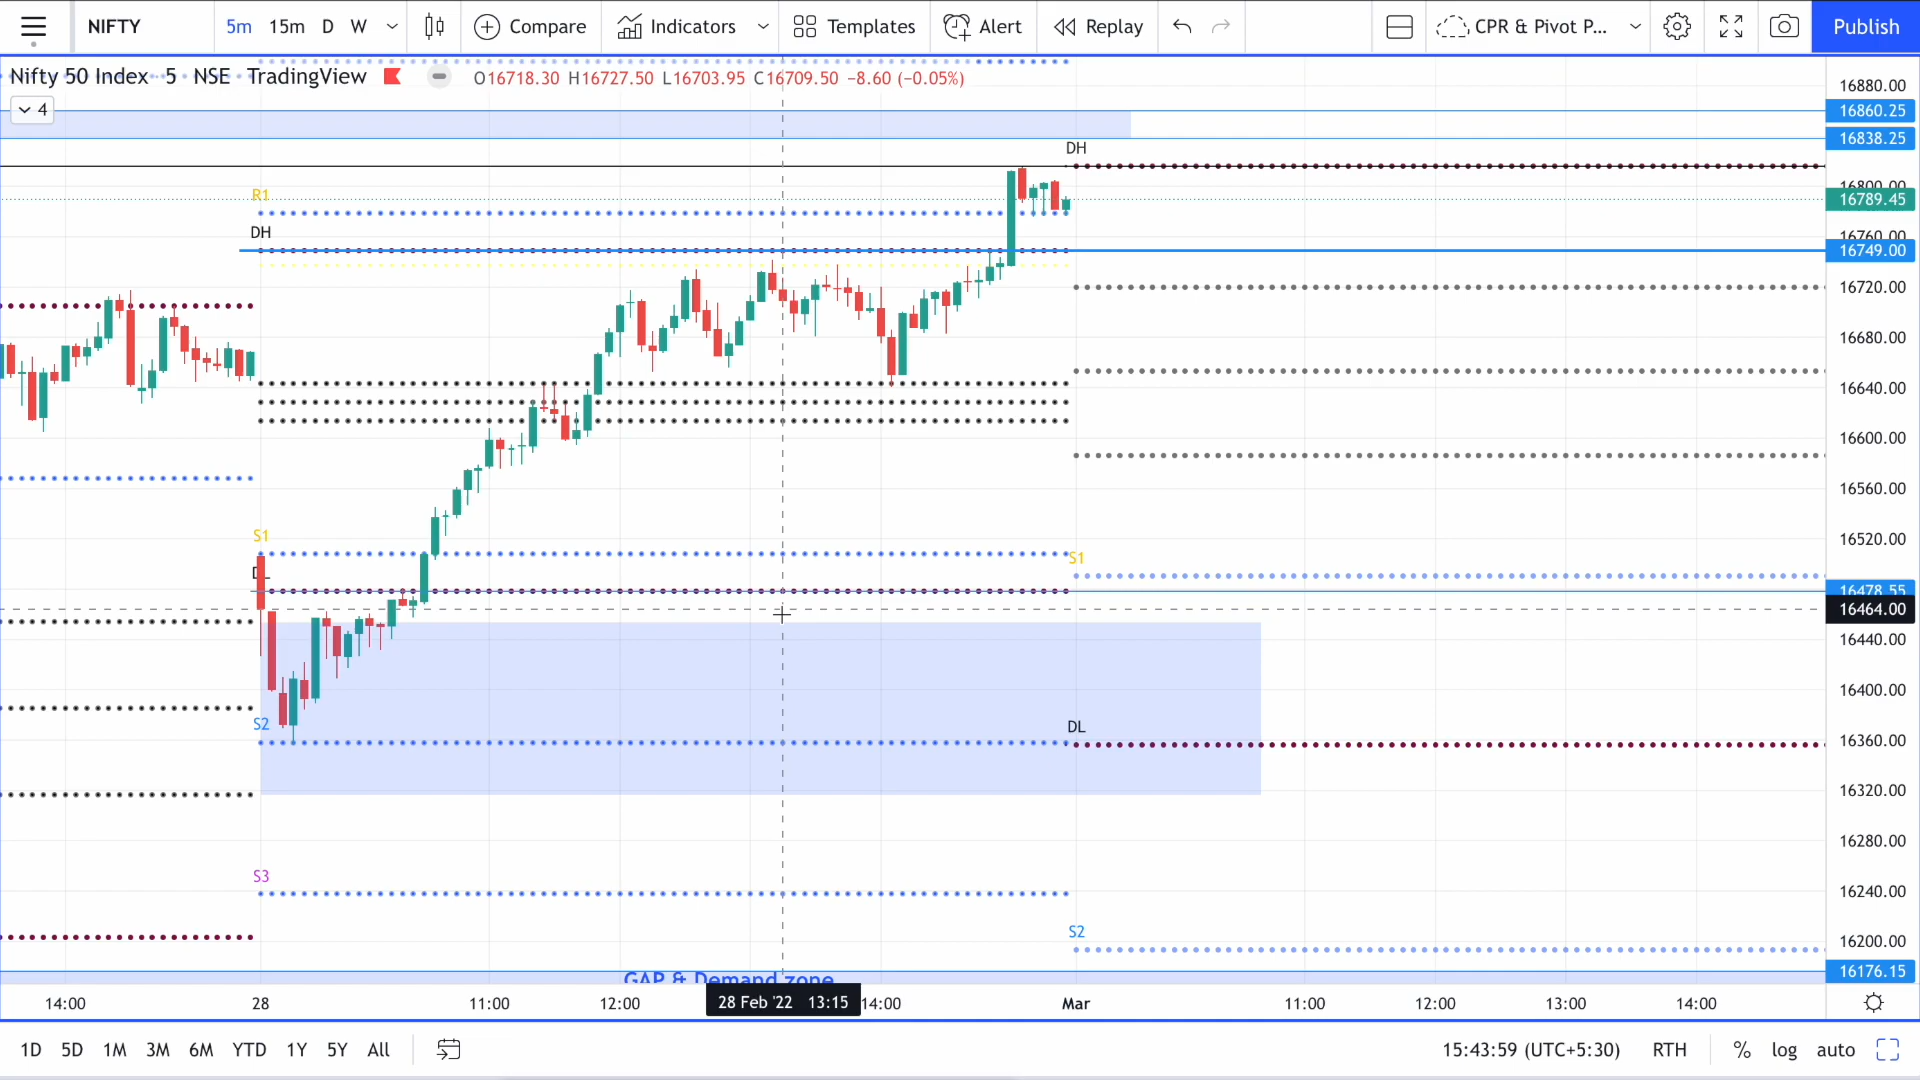 NIFTY 5m 15m D W Compare Indicators Templates Alert Replay CPR & Pivot P... Publish
Nifty 50 Index · 5 · NSE · TradingView O16718.30 H16727.50 L16703.95 C16709.50 −8.60 (−0.05%)
4
16880.00
16860.25
16838.25
DH
16800.00
R1
16789.45
DH
16760.00
16749.00
16720.00
16680.00
16640.00
16600.00
16560.00
S1
16520.00
S1
DL
16478.55
16464.00
16440.00
16400.00
S2
DL
16360.00
16320.00
16280.00
S3
16240.00
S2
16200.00
GAP & Demand zone
16176.15
14:00 28 11:00 12:00 28 Feb '22 13:15 14:00 Mar 11:00 12:00 13:00 14:00
1D 5D 1M 3M 6M YTD 1Y 5Y All 15:43:59 (UTC+5:30) RTH % log auto